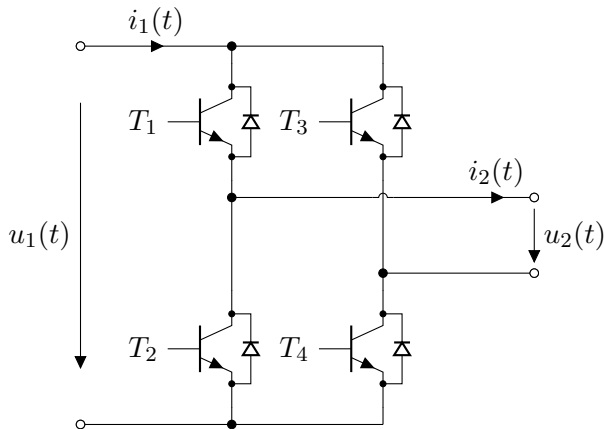 i₁(t)
T₁
T₃
i₂(t)
u₁(t)
u₂(t)
T₂
T₄